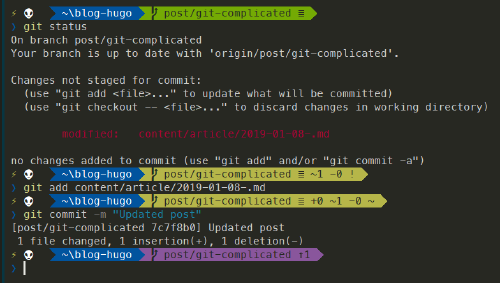 ~\blog-hugo post/git-complicated ≡
> git status
On branch post/git-complicated
Your branch is up to date with 'origin/post/git-complicated'.
Changes not staged for commit:
(use "git add <file>..." to update what will be committed)
(use "git checkout -- <file>..." to discard changes in working directory)
modified: content/article/2019-01-08-.md
no changes added to commit (use "git add" and/or "git commit -a")
~\blog-hugo post/git-complicated ≡ ~1 -0 !
> git add content/article/2019-01-08-.md
~\blog-hugo post/git-complicated ≡ +0 ~1 -0 ~
> git commit -m "Updated post"
[post/git-complicated 7c7f8b0] Updated post
1 file changed, 1 insertion(+), 1 deletion(-)
~\blog-hugo post/git-complicated ↑1
>